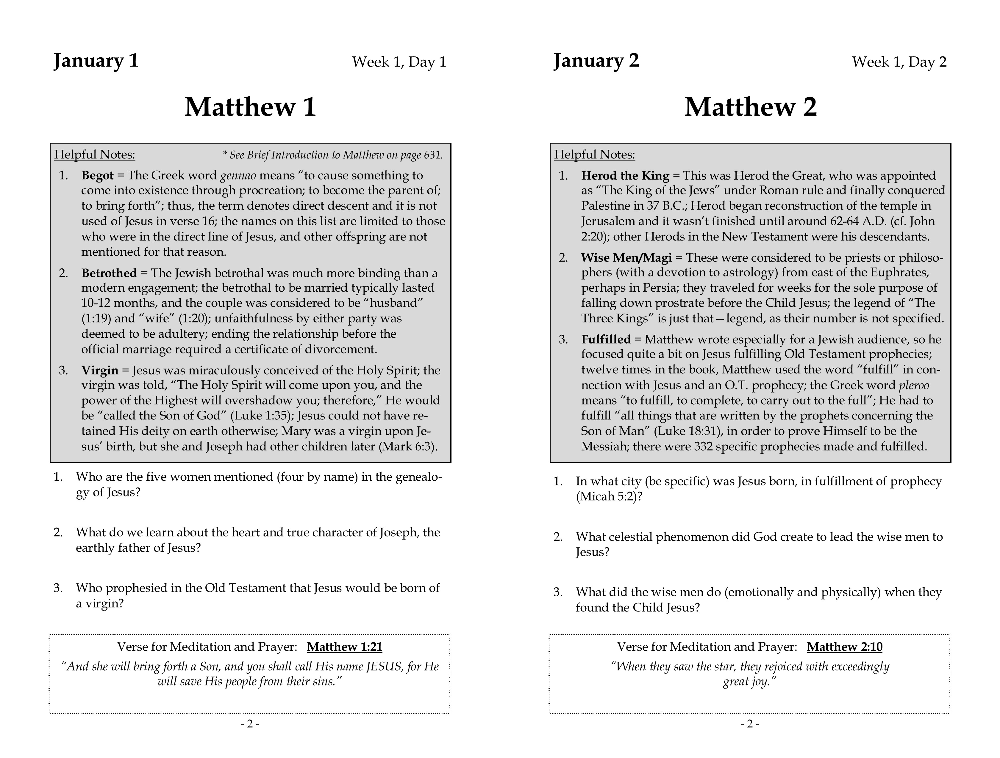 January 1
Week 1, Day 1
Matthew 1
Helpful Notes:
* See Brief Introduction to Matthew on page 631.
1. Begot = The Greek word gennao means “to cause something to
come into existence through procreation; to become the parent of;
to bring forth”; thus, the term denotes direct descent and it is not
used of Jesus in verse 16; the names on this list are limited to those
who were in the direct line of Jesus, and other offspring are not
mentioned for that reason.
2. Betrothed = The Jewish betrothal was much more binding than a
modern engagement; the betrothal to be married typically lasted
10-12 months, and the couple was considered to be “husband”
(1:19) and “wife” (1:20); unfaithfulness by either party was
deemed to be adultery; ending the relationship before the
official marriage required a certificate of divorcement.
3. Virgin = Jesus was miraculously conceived of the Holy Spirit; the
virgin was told, “The Holy Spirit will come upon you, and the
power of the Highest will overshadow you; therefore,” He would
be “called the Son of God” (Luke 1:35); Jesus could not have re-
tained His deity on earth otherwise; Mary was a virgin upon Je-
sus’ birth, but she and Joseph had other children later (Mark 6:3).
1. Who are the five women mentioned (four by name) in the genealo-
gy of Jesus?
2. What do we learn about the heart and true character of Joseph, the
earthly father of Jesus?
3. Who prophesied in the Old Testament that Jesus would be born of
a virgin?
Verse for Meditation and Prayer: Matthew 1:21
“And she will bring forth a Son, and you shall call His name JESUS, for He
will save His people from their sins.”
- 2 -
January 2
Week 1, Day 2
Matthew 2
Helpful Notes:
1. Herod the King = This was Herod the Great, who was appointed
as “The King of the Jews” under Roman rule and finally conquered
Palestine in 37 B.C.; Herod began reconstruction of the temple in
Jerusalem and it wasn’t finished until around 62-64 A.D. (cf. John
2:20); other Herods in the New Testament were his descendants.
2. Wise Men/Magi = These were considered to be priests or philoso-
phers (with a devotion to astrology) from east of the Euphrates,
perhaps in Persia; they traveled for weeks for the sole purpose of
falling down prostrate before the Child Jesus; the legend of “The
Three Kings” is just that—legend, as their number is not specified.
3. Fulfilled = Matthew wrote especially for a Jewish audience, so he
focused quite a bit on Jesus fulfilling Old Testament prophecies;
twelve times in the book, Matthew used the word “fulfill” in con-
nection with Jesus and an O.T. prophecy; the Greek word pleroo
means “to fulfill, to complete, to carry out to the full”; He had to
fulfill “all things that are written by the prophets concerning the
Son of Man” (Luke 18:31), in order to prove Himself to be the
Messiah; there were 332 specific prophecies made and fulfilled.
1. In what city (be specific) was Jesus born, in fulfillment of prophecy
(Micah 5:2)?
2. What celestial phenomenon did God create to lead the wise men to
Jesus?
3. What did the wise men do (emotionally and physically) when they
found the Child Jesus?
Verse for Meditation and Prayer: Matthew 2:10
“When they saw the star, they rejoiced with exceedingly
great joy.”
- 2 -